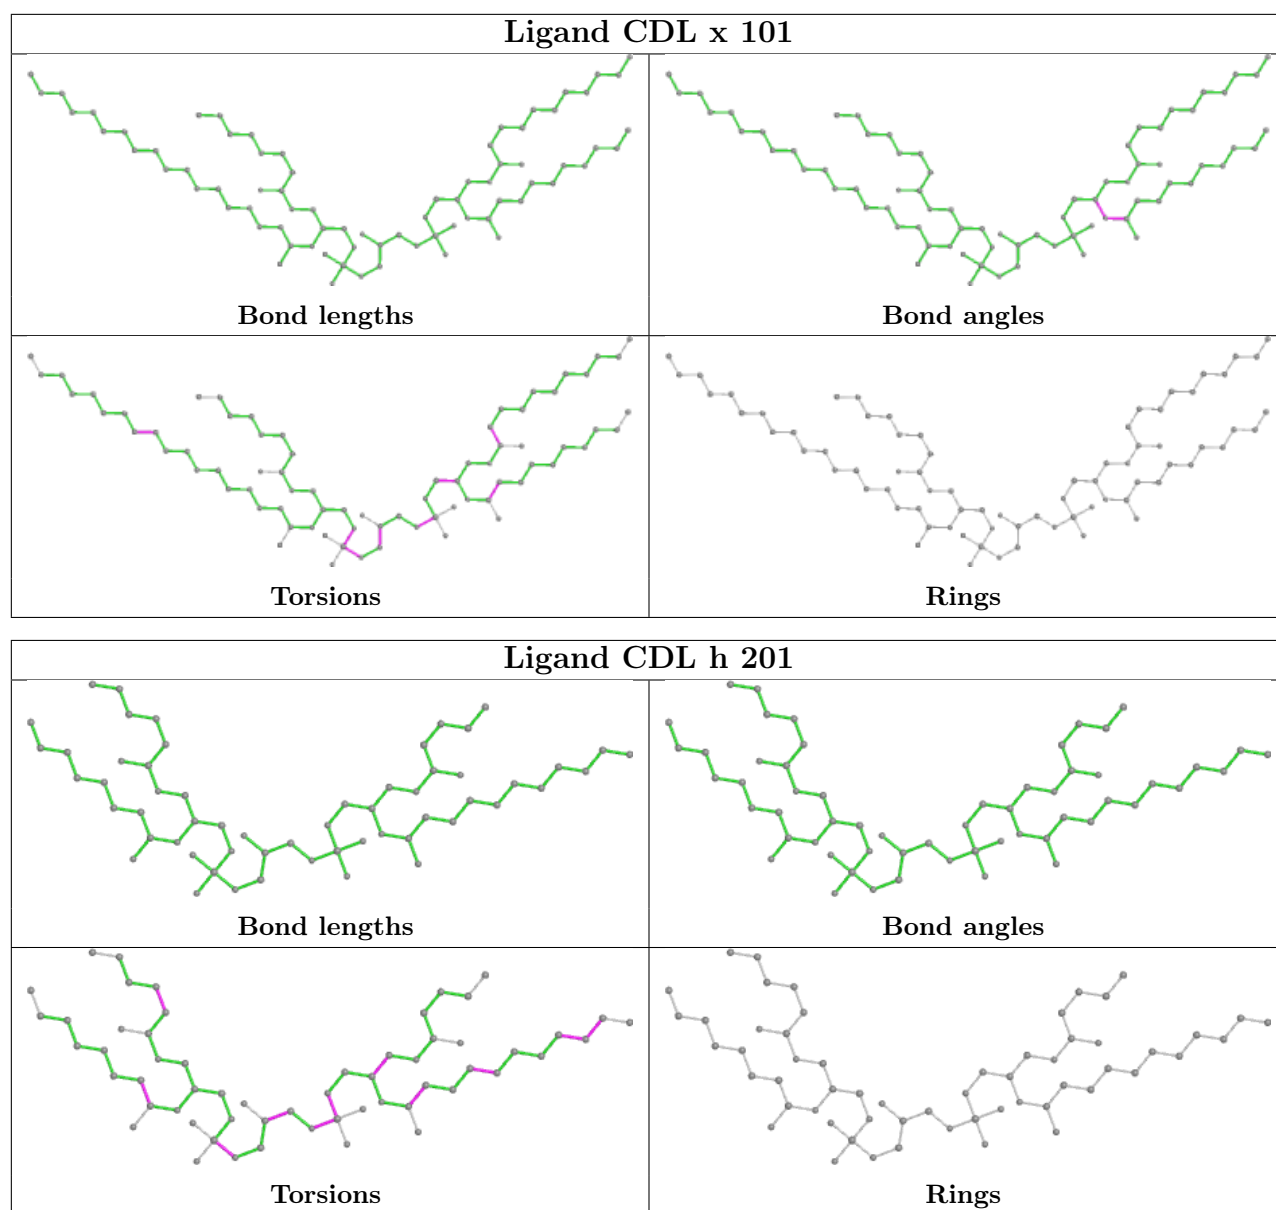 Ligand CDL x 101
Bond lengths
Bond angles
Torsions
Rings
Ligand CDL h 201
Bond lengths
Bond angles
Torsions
Rings